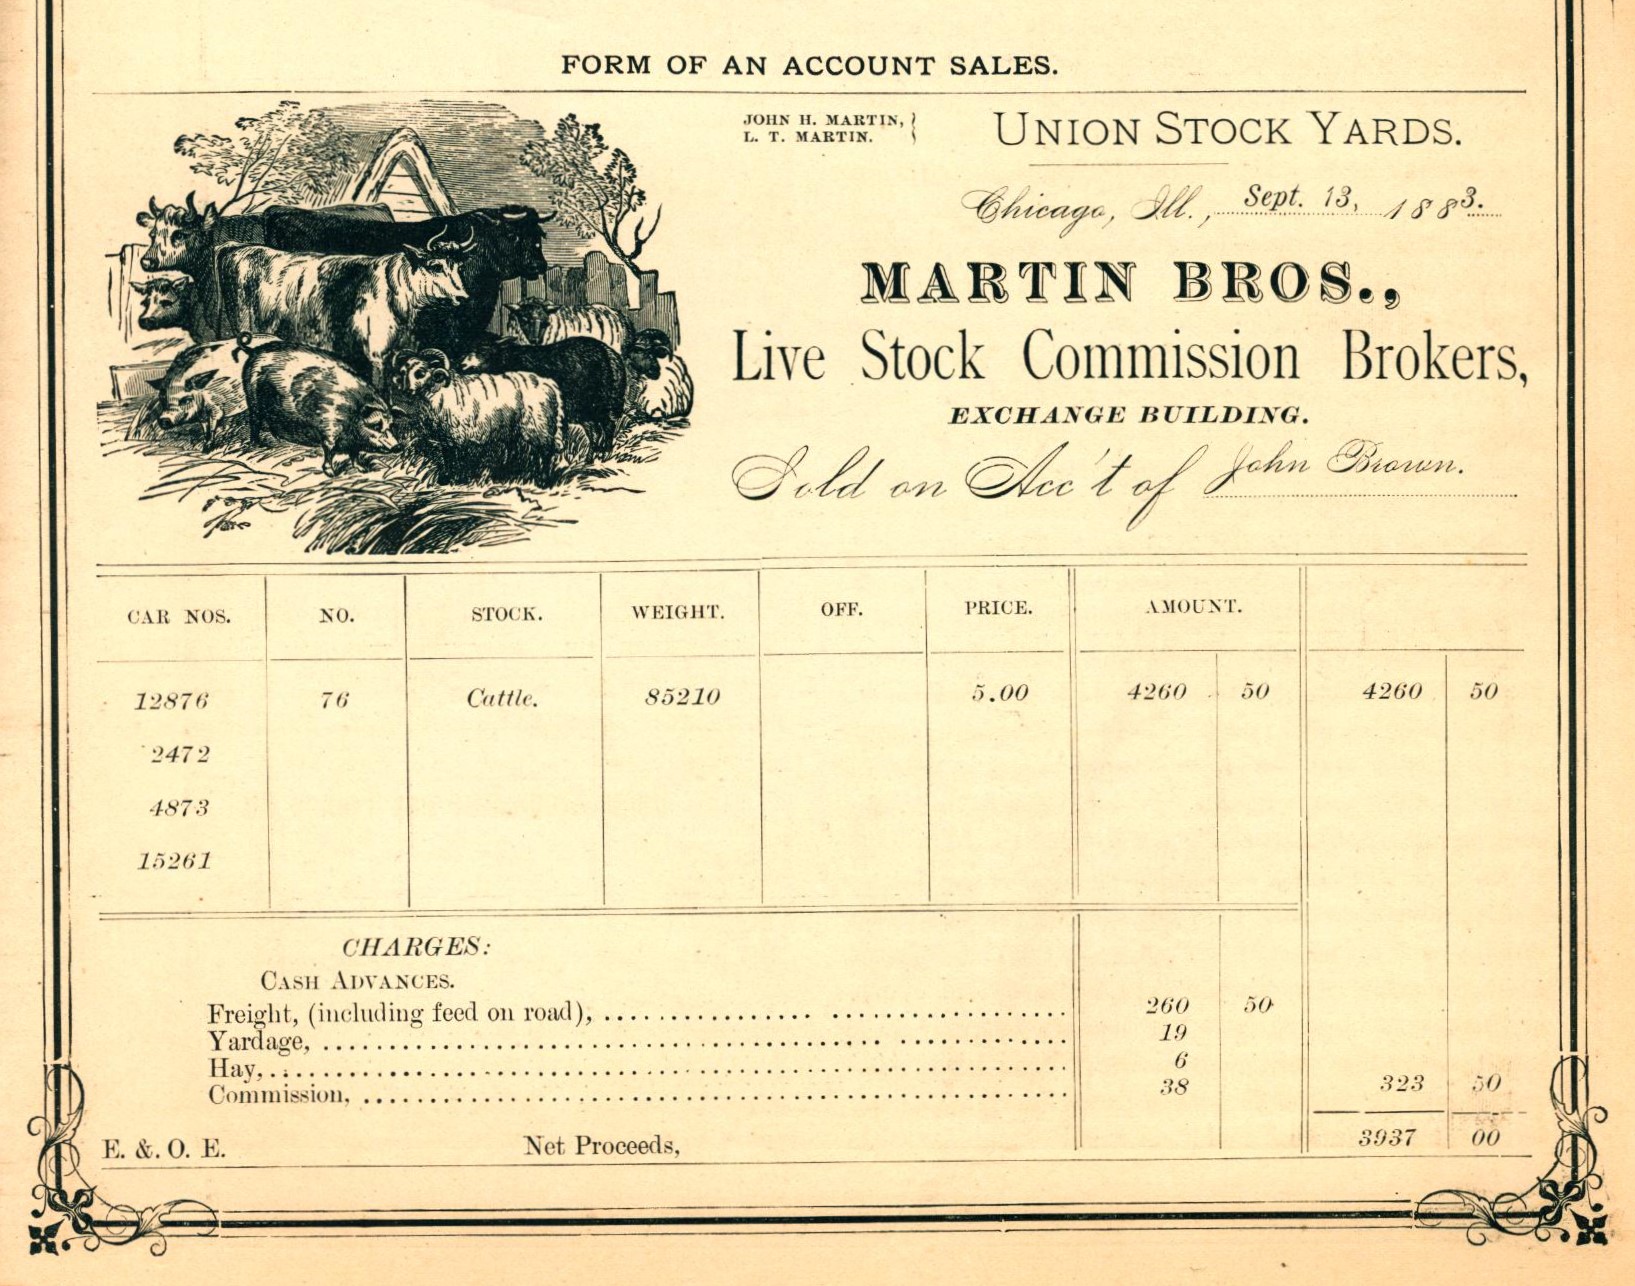 FORM OF AN ACCOUNT SALES.
JOHN H. MARTIN,
L. T. MARTIN.
UNION STOCK YARDS.
Chicago, Ill., Sept. 13, 1883.
MARTIN BROS.,
Live Stock Commission Brokers,
EXCHANGE BUILDING.
Sold on Acc't of John Brown.
CAR NOS. NO. STOCK. WEIGHT. OFF. PRICE. AMOUNT.
12876 76 Cattle. 85210 5.00 4260 50 4260 50
2472
4873
15261
CHARGES:
CASH ADVANCES.
Freight, (including feed on road), 260 50
Yardage, 19
Hay, 6
Commission, 38 323 50
E. &. O. E. Net Proceeds, 3937 00